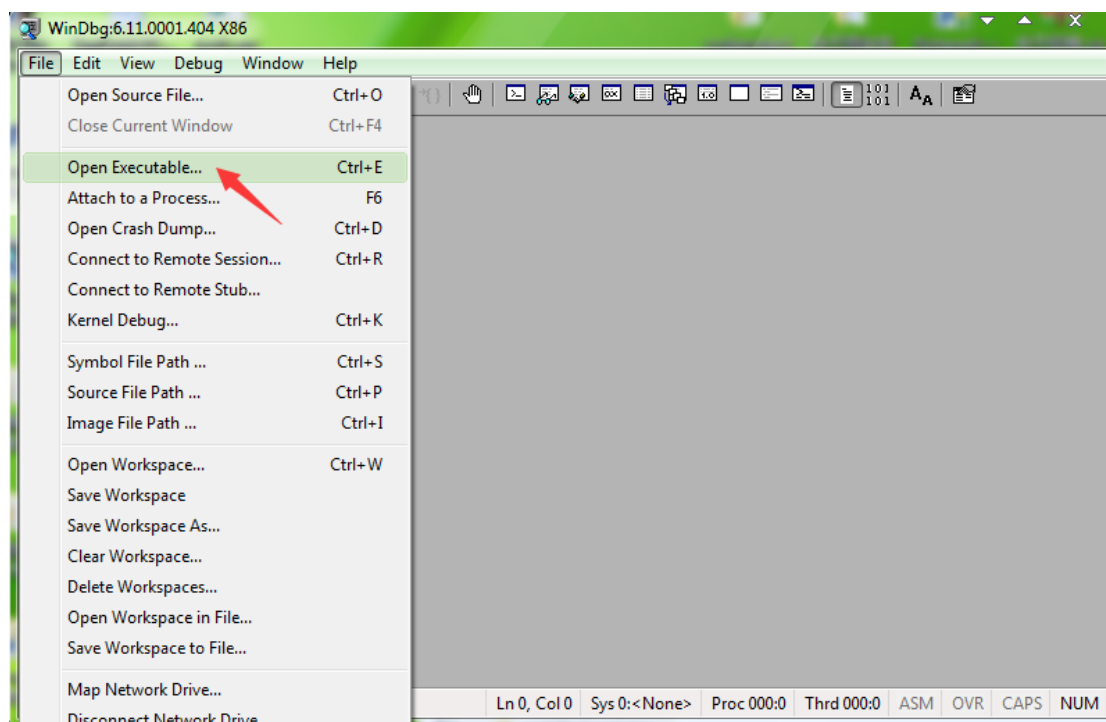 WinDbg:6.11.0001.404 X86
File Edit View Debug Window Help
Open Source File... Ctrl+O
Close Current Window Ctrl+F4
Open Executable... Ctrl+E
Attach to a Process... F6
Open Crash Dump... Ctrl+D
Connect to Remote Session... Ctrl+R
Connect to Remote Stub...
Kernel Debug... Ctrl+K
Symbol File Path ... Ctrl+S
Source File Path ... Ctrl+P
Image File Path ... Ctrl+I
Open Workspace... Ctrl+W
Save Workspace
Save Workspace As...
Clear Workspace...
Delete Workspaces...
Open Workspace in File...
Save Workspace to File...
Map Network Drive...
Disconnect Network Drive
Ln 0, Col 0 Sys 0:<None> Proc 000:0 Thrd 000:0 ASM OVR CAPS NUM